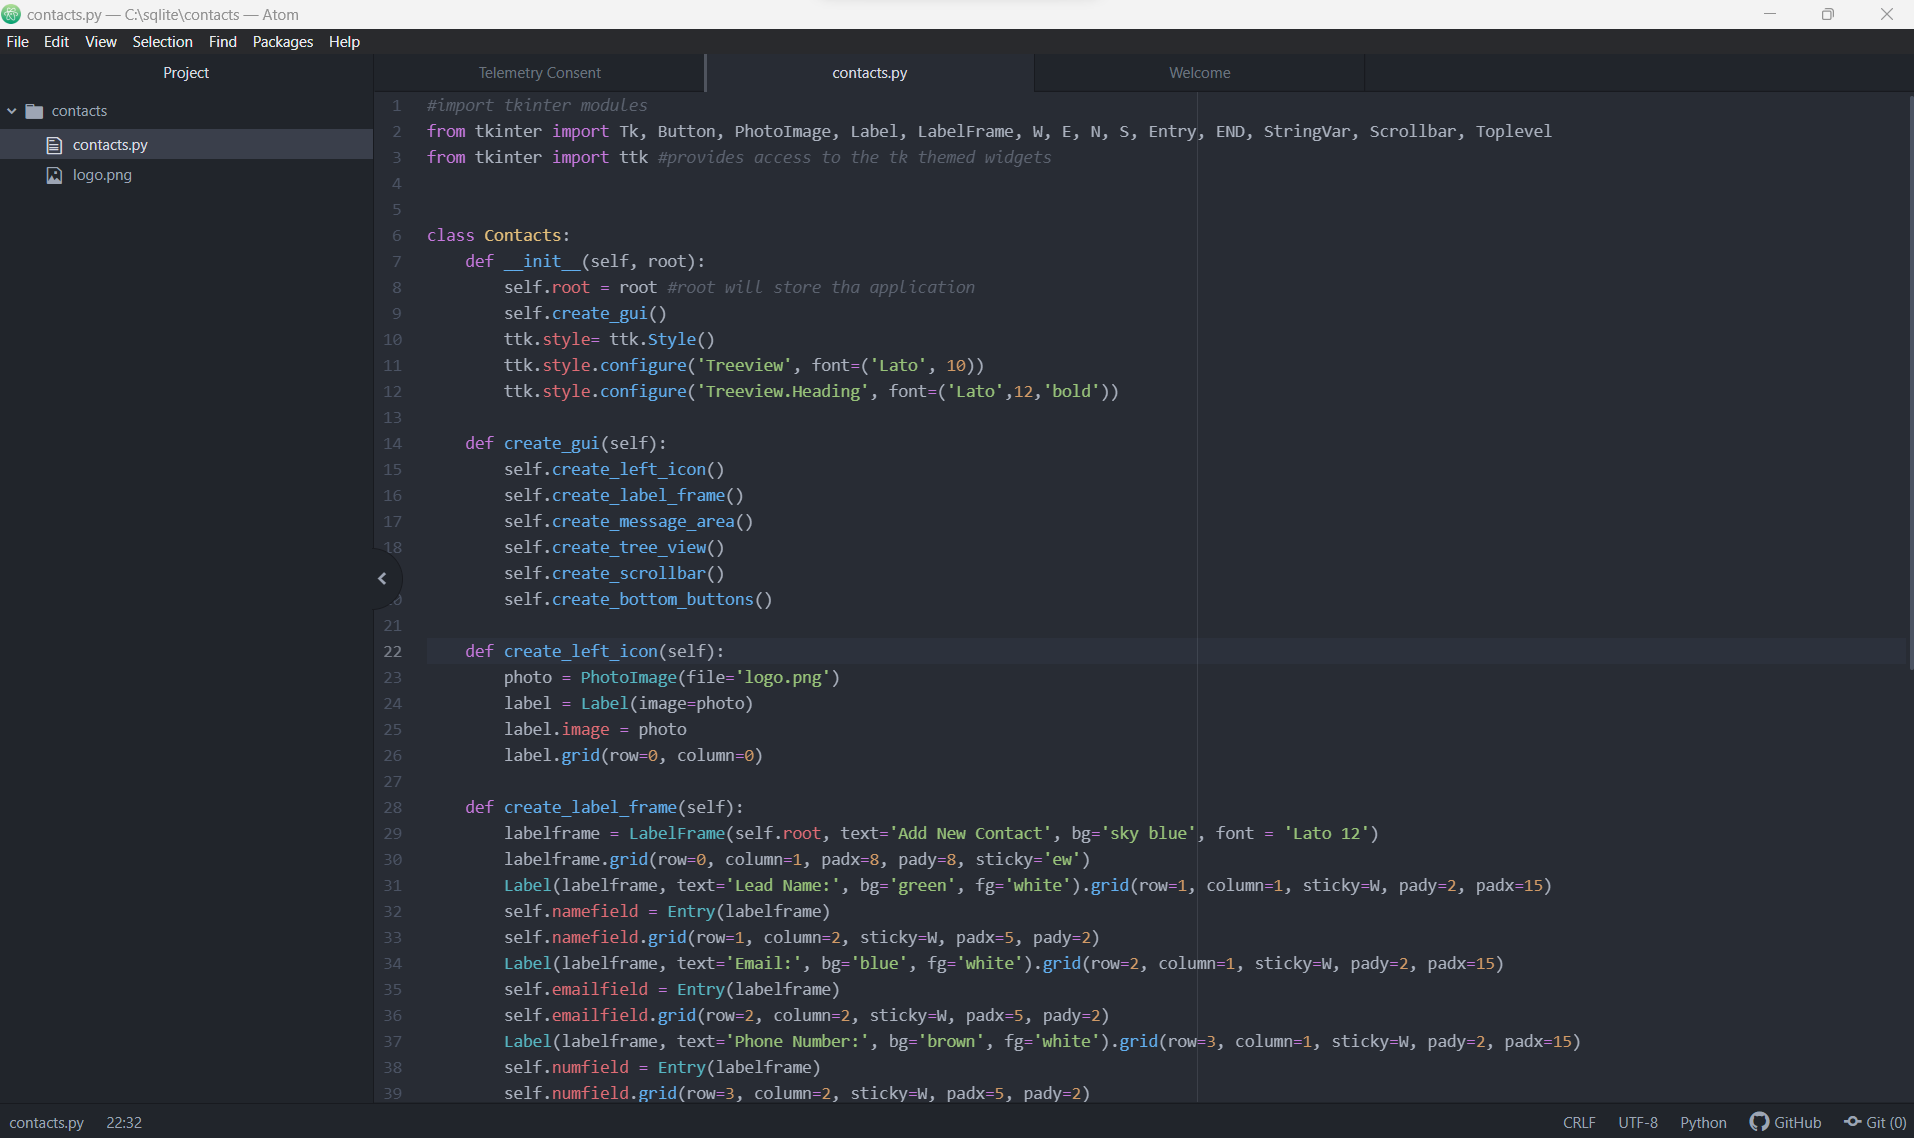 contacts.py — C:\sqlite\contacts — Atom
File Edit View Selection Find Packages Help
Project
contacts
contacts.py
logo.png
Telemetry Consent contacts.py Welcome
1 #import tkinter modules
2 from tkinter import Tk, Button, PhotoImage, Label, LabelFrame, W, E, N, S, Entry, END, StringVar, Scrollbar, Toplevel
3 from tkinter import ttk #provides access to the tk themed widgets
4
5
6 class Contacts:
7     def __init__(self, root):
8         self.root = root #root will store tha application
9         self.create_gui()
10         ttk.style= ttk.Style()
11         ttk.style.configure('Treeview', font=('Lato', 10))
12         ttk.style.configure('Treeview.Heading', font=('Lato',12,'bold'))
13
14     def create_gui(self):
15         self.create_left_icon()
16         self.create_label_frame()
17         self.create_message_area()
18         self.create_tree_view()
        self.create_scrollbar()
        self.create_bottom_buttons()
21
22     def create_left_icon(self):
23         photo = PhotoImage(file='logo.png')
24         label = Label(image=photo)
25         label.image = photo
26         label.grid(row=0, column=0)
27
28     def create_label_frame(self):
29         labelframe = LabelFrame(self.root, text='Add New Contact', bg='sky blue', font = 'Lato 12')
30         labelframe.grid(row=0, column=1, padx=8, pady=8, sticky='ew')
31         Label(labelframe, text='Lead Name:', bg='green', fg='white').grid(row=1, column=1, sticky=W, pady=2, padx=15)
32         self.namefield = Entry(labelframe)
33         self.namefield.grid(row=1, column=2, sticky=W, padx=5, pady=2)
34         Label(labelframe, text='Email:', bg='blue', fg='white').grid(row=2, column=1, sticky=W, pady=2, padx=15)
35         self.emailfield = Entry(labelframe)
36         self.emailfield.grid(row=2, column=2, sticky=W, padx=5, pady=2)
37         Label(labelframe, text='Phone Number:', bg='brown', fg='white').grid(row=3, column=1, sticky=W, pady=2, padx=15)
38         self.numfield = Entry(labelframe)
39         self.numfield.grid(row=3, column=2, sticky=W, padx=5, pady=2)
contacts.py 22:32 CRLF UTF-8 Python GitHub Git (0)